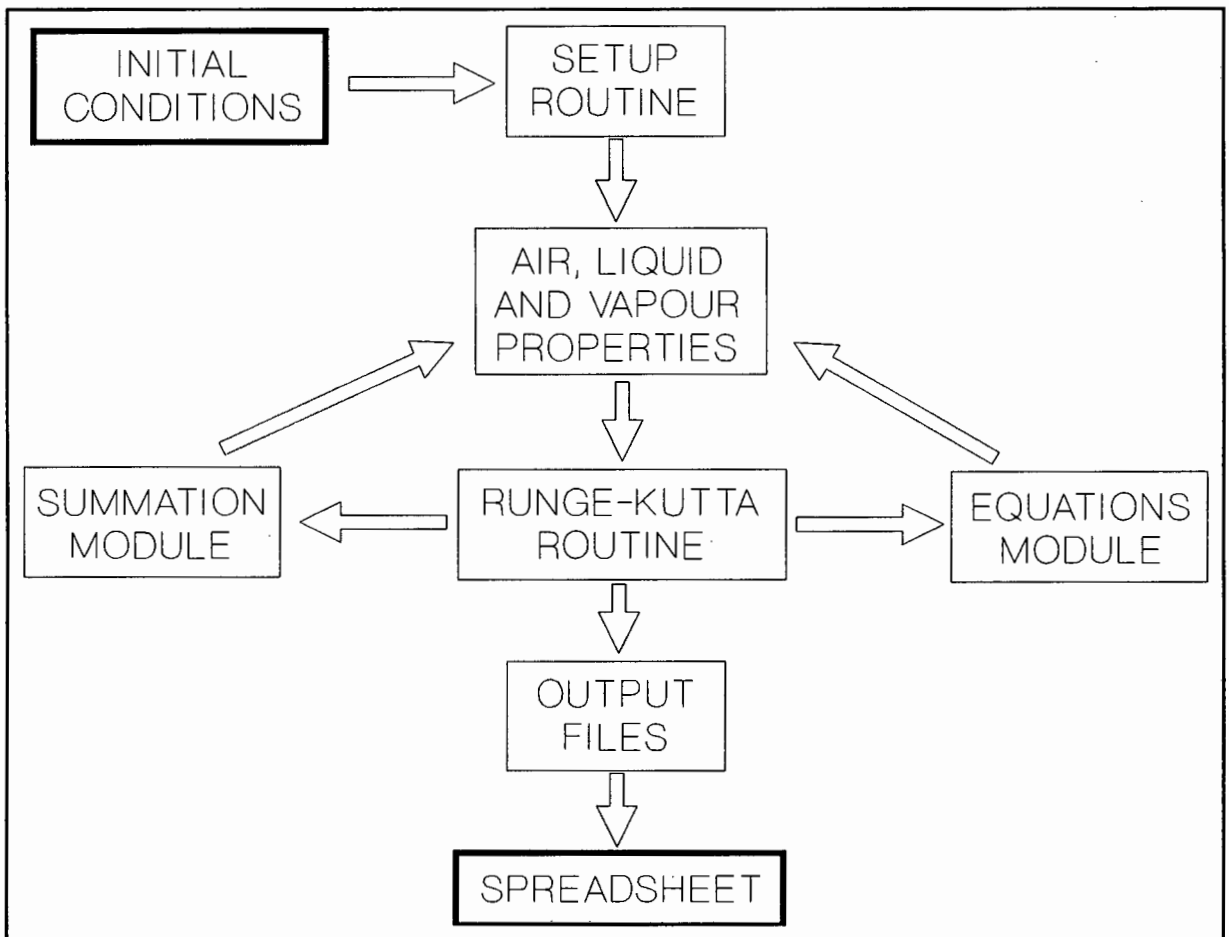 INITIAL
CONDITIONS
SETUP
ROUTINE
AIR, LIQUID
AND VAPOUR
PROPERTIES
SUMMATION
MODULE
RUNGE-KUTTA
ROUTINE
EQUATIONS
MODULE
OUTPUT
FILES
SPREADSHEET